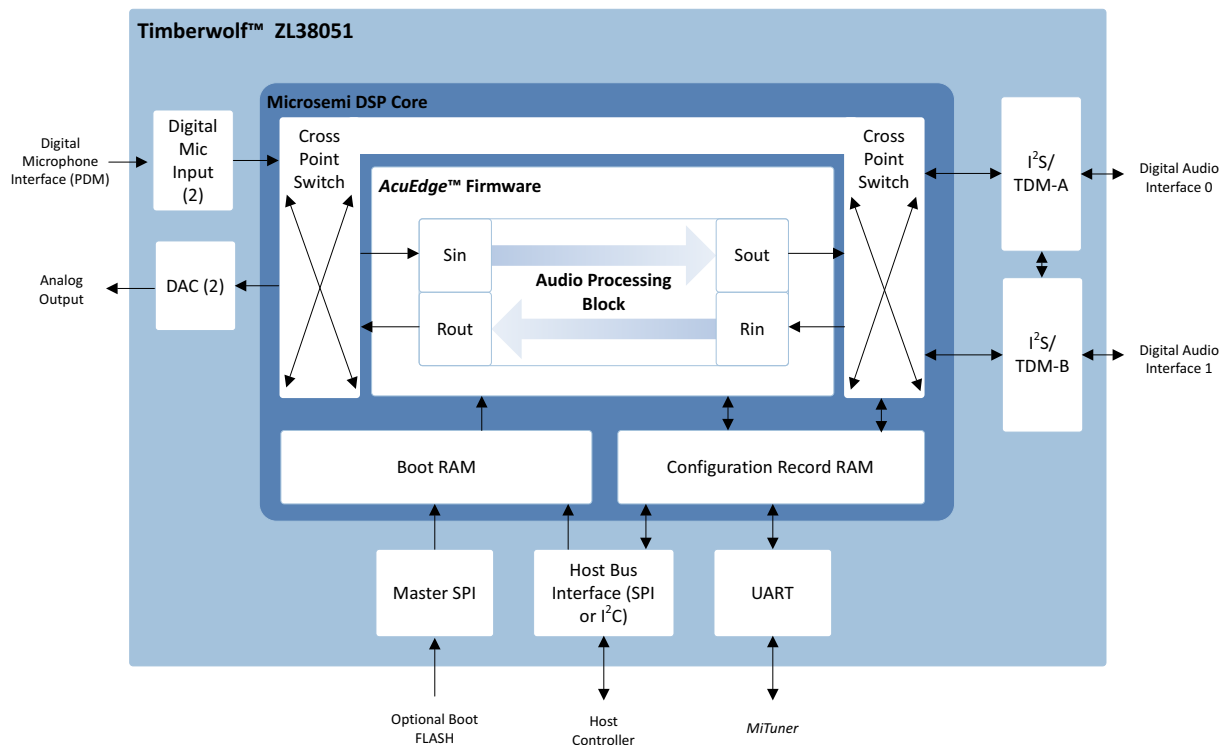 Timberwolf™ ZL38051
Microsemi DSP Core
Digital
Microphone
Interface (PDM)
Digital
Mic
Input
(2)
Cross
Point
Switch
AcuEdge™ Firmware
Cross
Point
Switch
I²S/
TDM-A
Digital Audio
Interface 0
Sin
Sout
Audio Processing
Block
Analog
Output
DAC (2)
Rout
Rin
I²S/
TDM-B
Digital Audio
Interface 1
Boot RAM
Configuration Record RAM
Master SPI
Host Bus
Interface (SPI
or I²C)
UART
Optional Boot
FLASH
Host
Controller
MiTuner